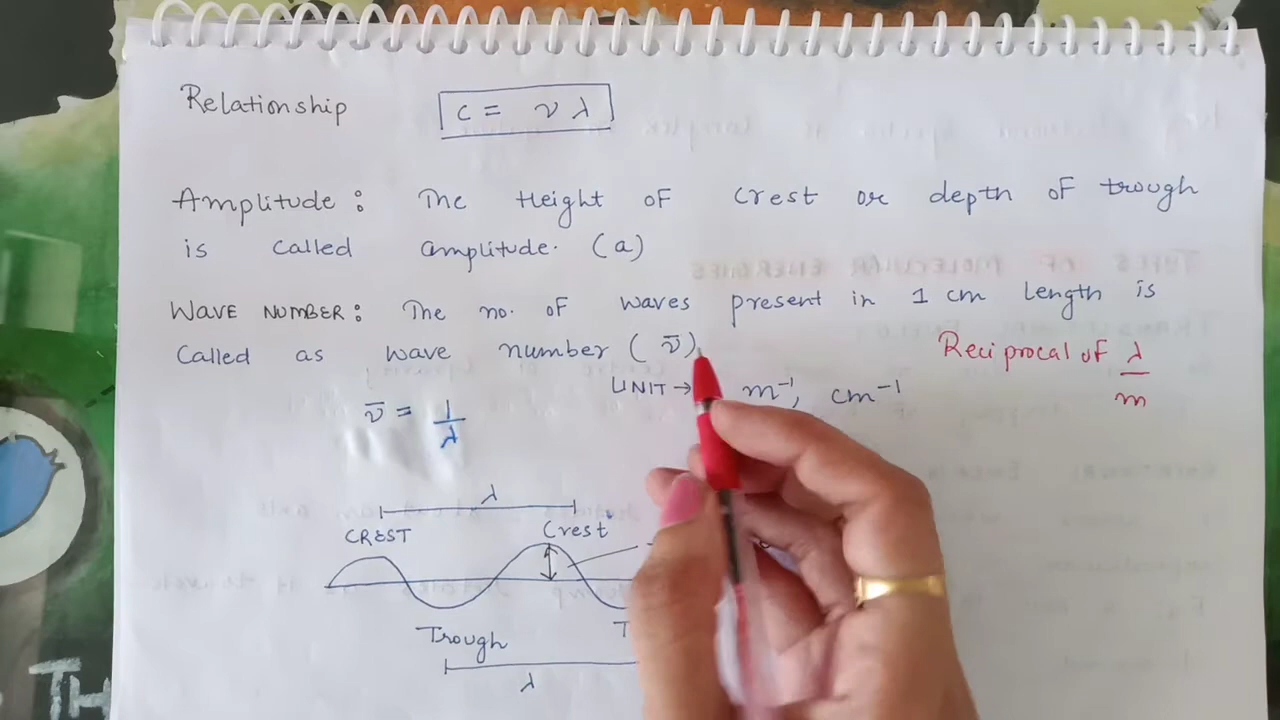 Relationship c = ν λ
Amplitude: The Height of crest or depth of trough
is called amplitude. (a)
WAVE NUMBER: The no. of waves present in 1 cm length is
called as wave number ( ν̅ ) Reciprocal of λ
UNIT → m⁻¹, cm⁻¹ m
ν̅ = 1/λ
λ
CREST Crest
Trough T
λ
TH